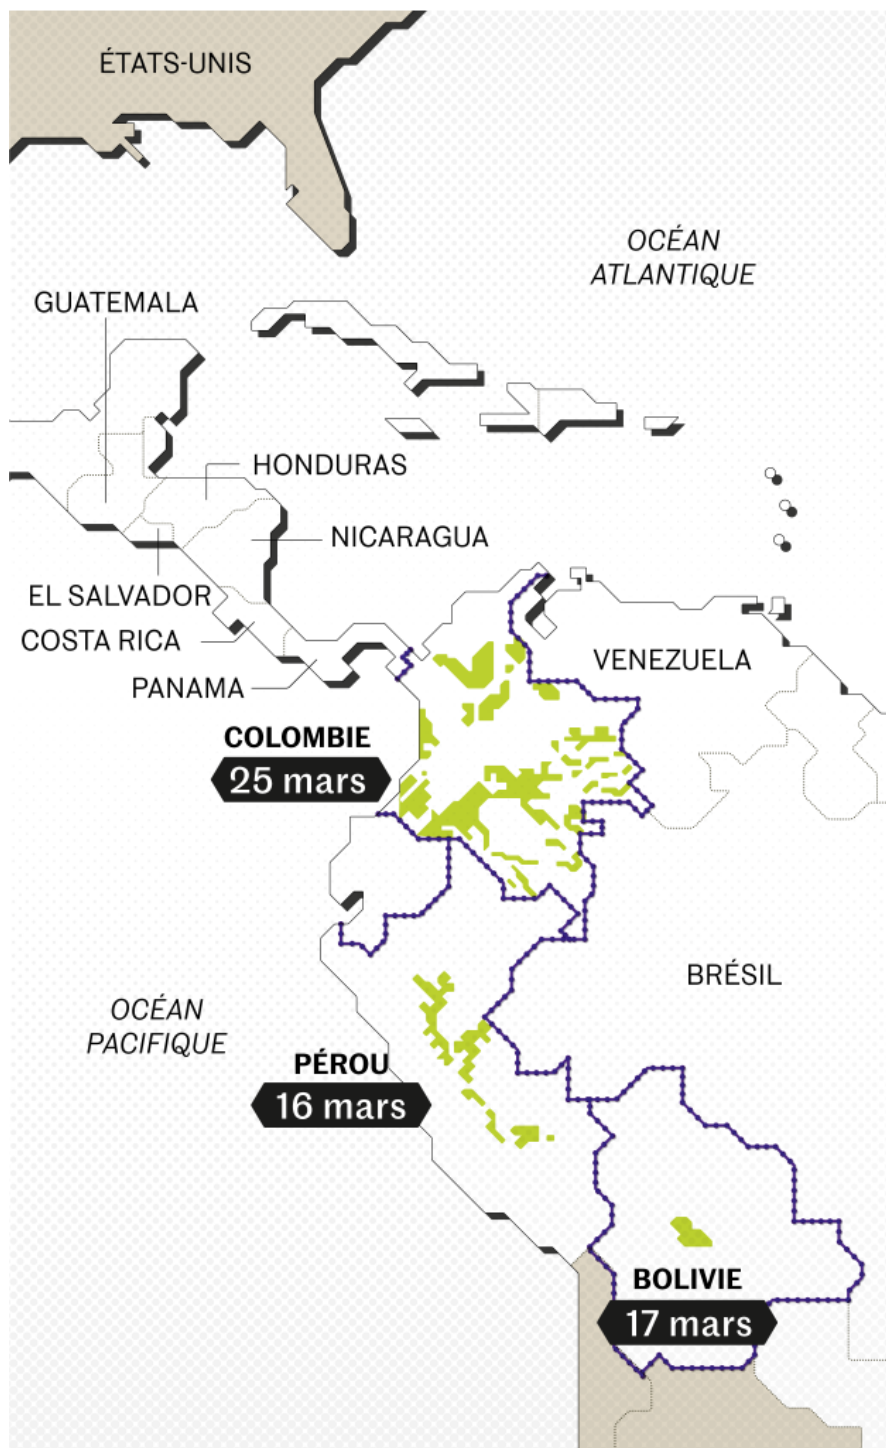 ÉTATS-UNIS
OCÉAN
ATLANTIQUE
GUATEMALA
HONDURAS
NICARAGUA
EL SALVADOR
COSTA RICA
PANAMA
VENEZUELA
COLOMBIE
25 mars
BRÉSIL
OCÉAN
PACIFIQUE
PÉROU
16 mars
BOLIVIE
17 mars